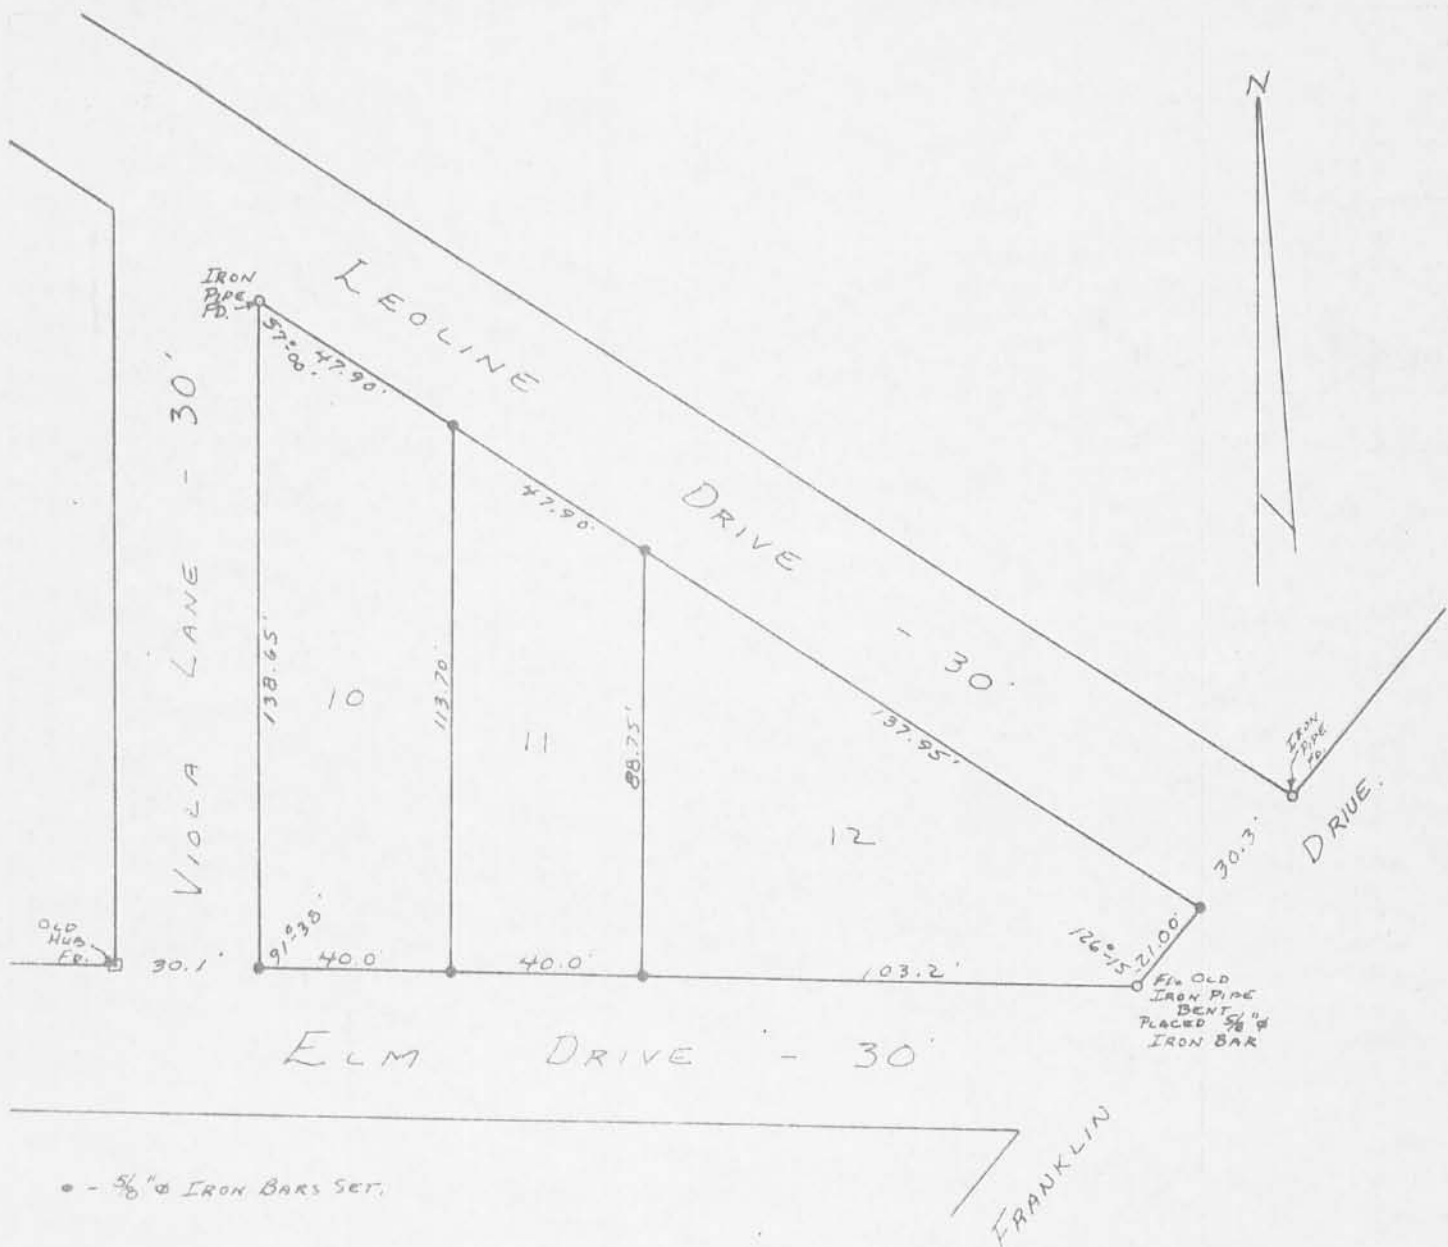 N
IRON
PIPE
FD.
LEOLINE DRIVE - 30'
57°-00'
47.90'
47.90'
137.95'
VIOLA LANE - 30'
138.65'
10
113.70'
11
88.75'
12
IRON
PIPE
FD.
30.3'
DRIVE.
OLD
HUB
FD.
30.1'
91°-38'
40.0'
40.0'
103.2'
126°-15'
21.00'
OLD
IRON PIPE
BENT
PLACED 5/8"⌀
IRON BAR
ELM DRIVE - 30'
FRANKLIN
● - 5/8"⌀ IRON BARS SET.